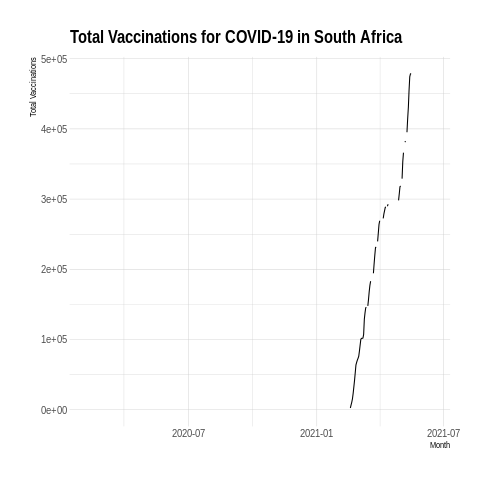 Total Vaccinations for COVID-19 in South Africa
Total Vaccinations
5e+05
4e+05
3e+05
2e+05
1e+05
0e+00
2020-07 2021-01 2021-07
Month